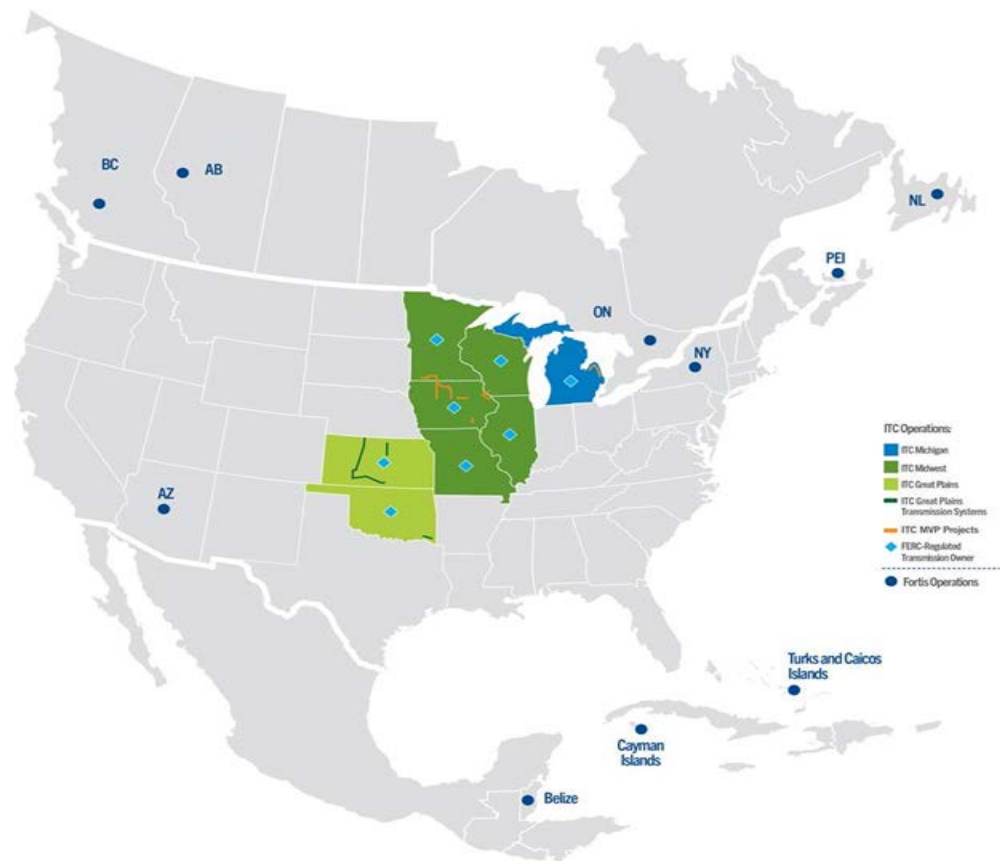 BC
AB
NL
PEI
ON
NY
AZ
ITC Operations:
ITC Michigan
ITC Midwest
ITC Great Plains
ITC Great Plains
Transmission Systems
ITC MVP Projects
FERC-Regulated
Transmission Owner
Fortis Operations
Turks and Caicos
Islands
Cayman
Islands
Belize